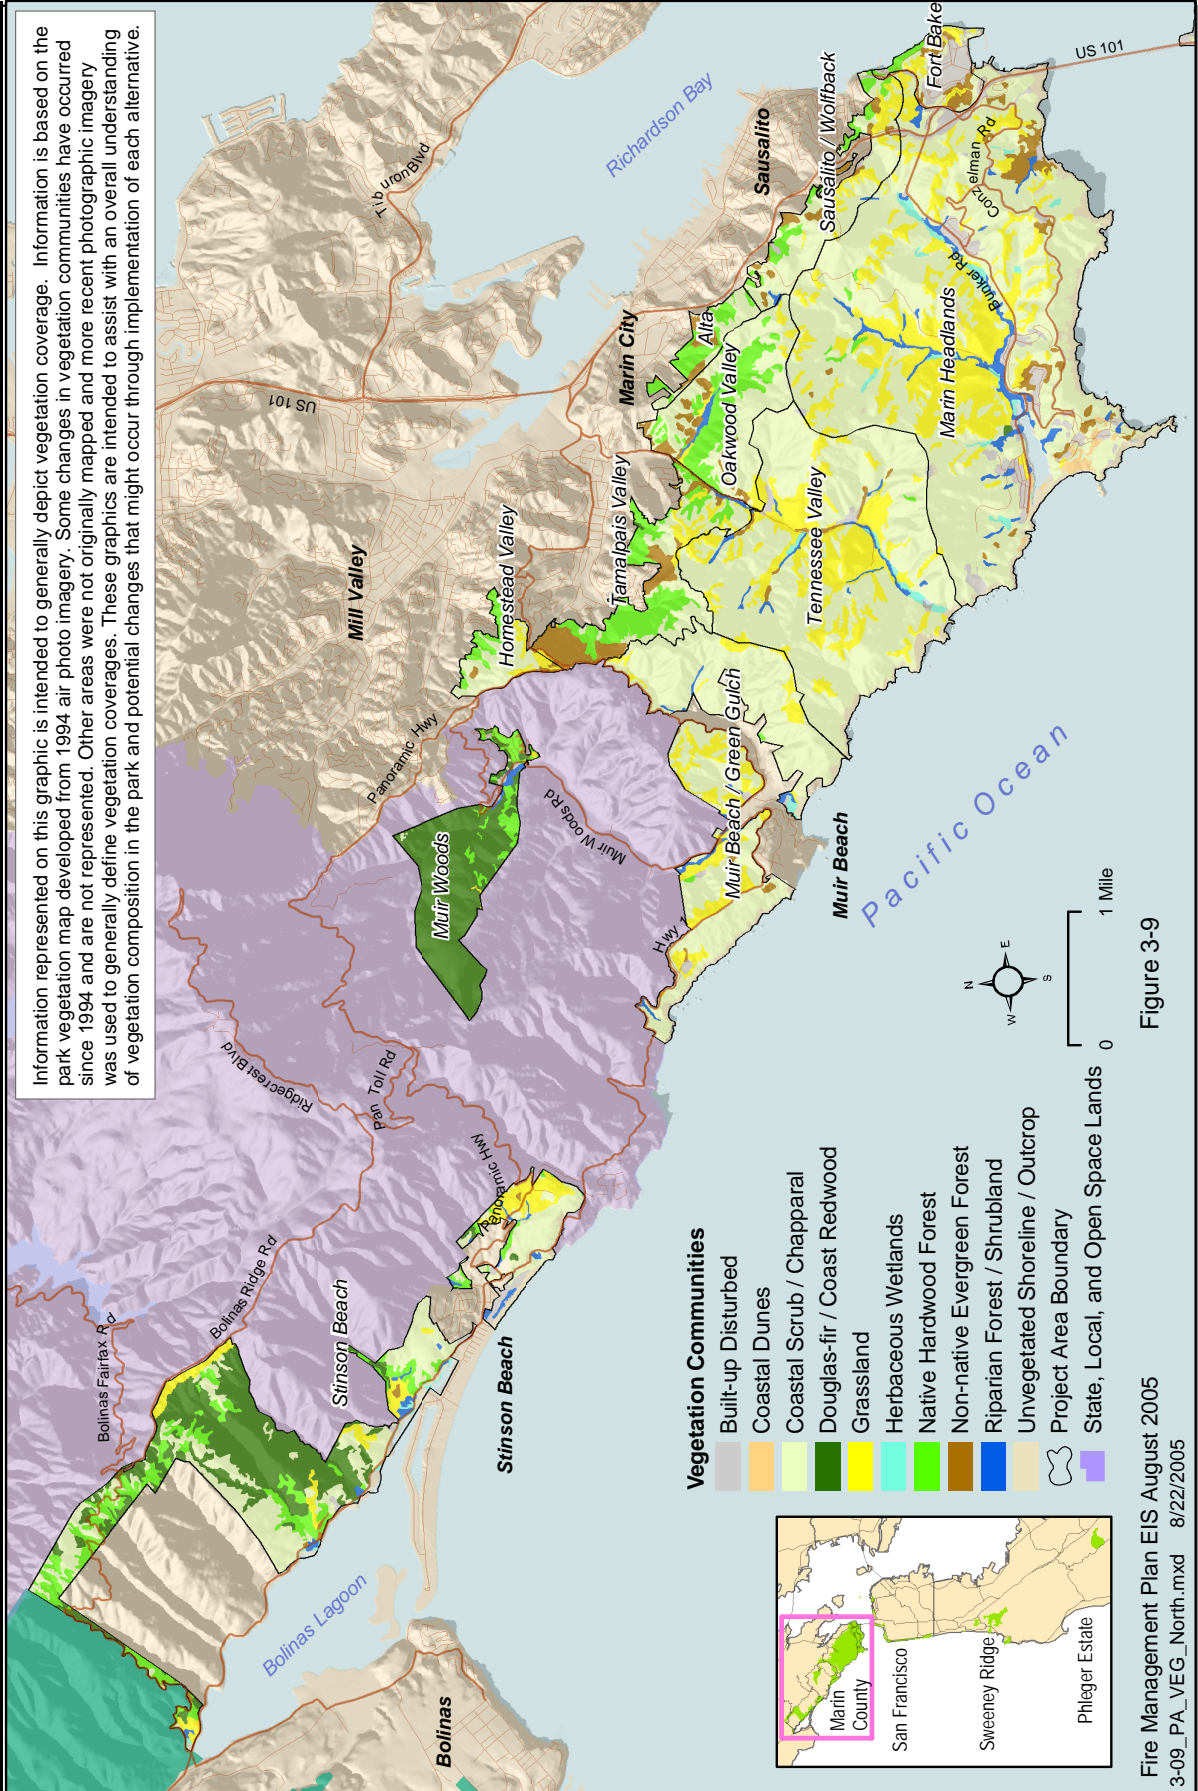 Information represented on this graphic is intended to generally depict vegetation coverage. Information is based on the
park vegetation map developed from 1994 air photo imagery. Some changes in vegetation communities have occurred
since 1994 and are not represented. Other areas were not originally mapped and more recent photographic imagery
was used to generally define vegetation coverages. These graphics are intended to assist with an overall understanding
of vegetation composition in the park and potential changes that might occur through implementation of each alternative.
Bolinas Fairfax Rd
Bolinas Ridge Rd
Ridgecrest Blvd
Pan Toll Rd
Panoramic Hwy
Panoramic Hwy
Muir Woods Rd
Hwy 1
US 101
Tiburon Blvd
US 101
Bunker Rd
Conzelman Rd
Richardson Bay
Sausalito
Sausalito / Wolfback
Fort Bake
Marin City
Alta
Oakwood Valley
Marin Headlands
Mill Valley
Homestead Valley
Tamalpais Valley
Tennessee Valley
Muir Woods
Muir Beach / Green Gulch
Muir Beach
Pacific Ocean
Stinson Beach
Stinson Beach
Bolinas Lagoon
Bolinas
Vegetation Communities
Built-up Disturbed
Coastal Dunes
Coastal Scrub / Chapparal
Douglas-fir / Coast Redwood
Grassland
Herbaceous Wetlands
Native Hardwood Forest
Non-native Evergreen Forest
Riparian Forest / Shrubland
Unvegetated Shoreline / Outcrop
Project Area Boundary
State, Local, and Open Space Lands
N
W
E
S
0
1 Mile
Figure 3-9
Marin
County
San Francisco
Sweeney Ridge
Phleger Estate
Fire Management Plan EIS August 2005
3-09_PA_VEG_North.mxd 8/22/2005